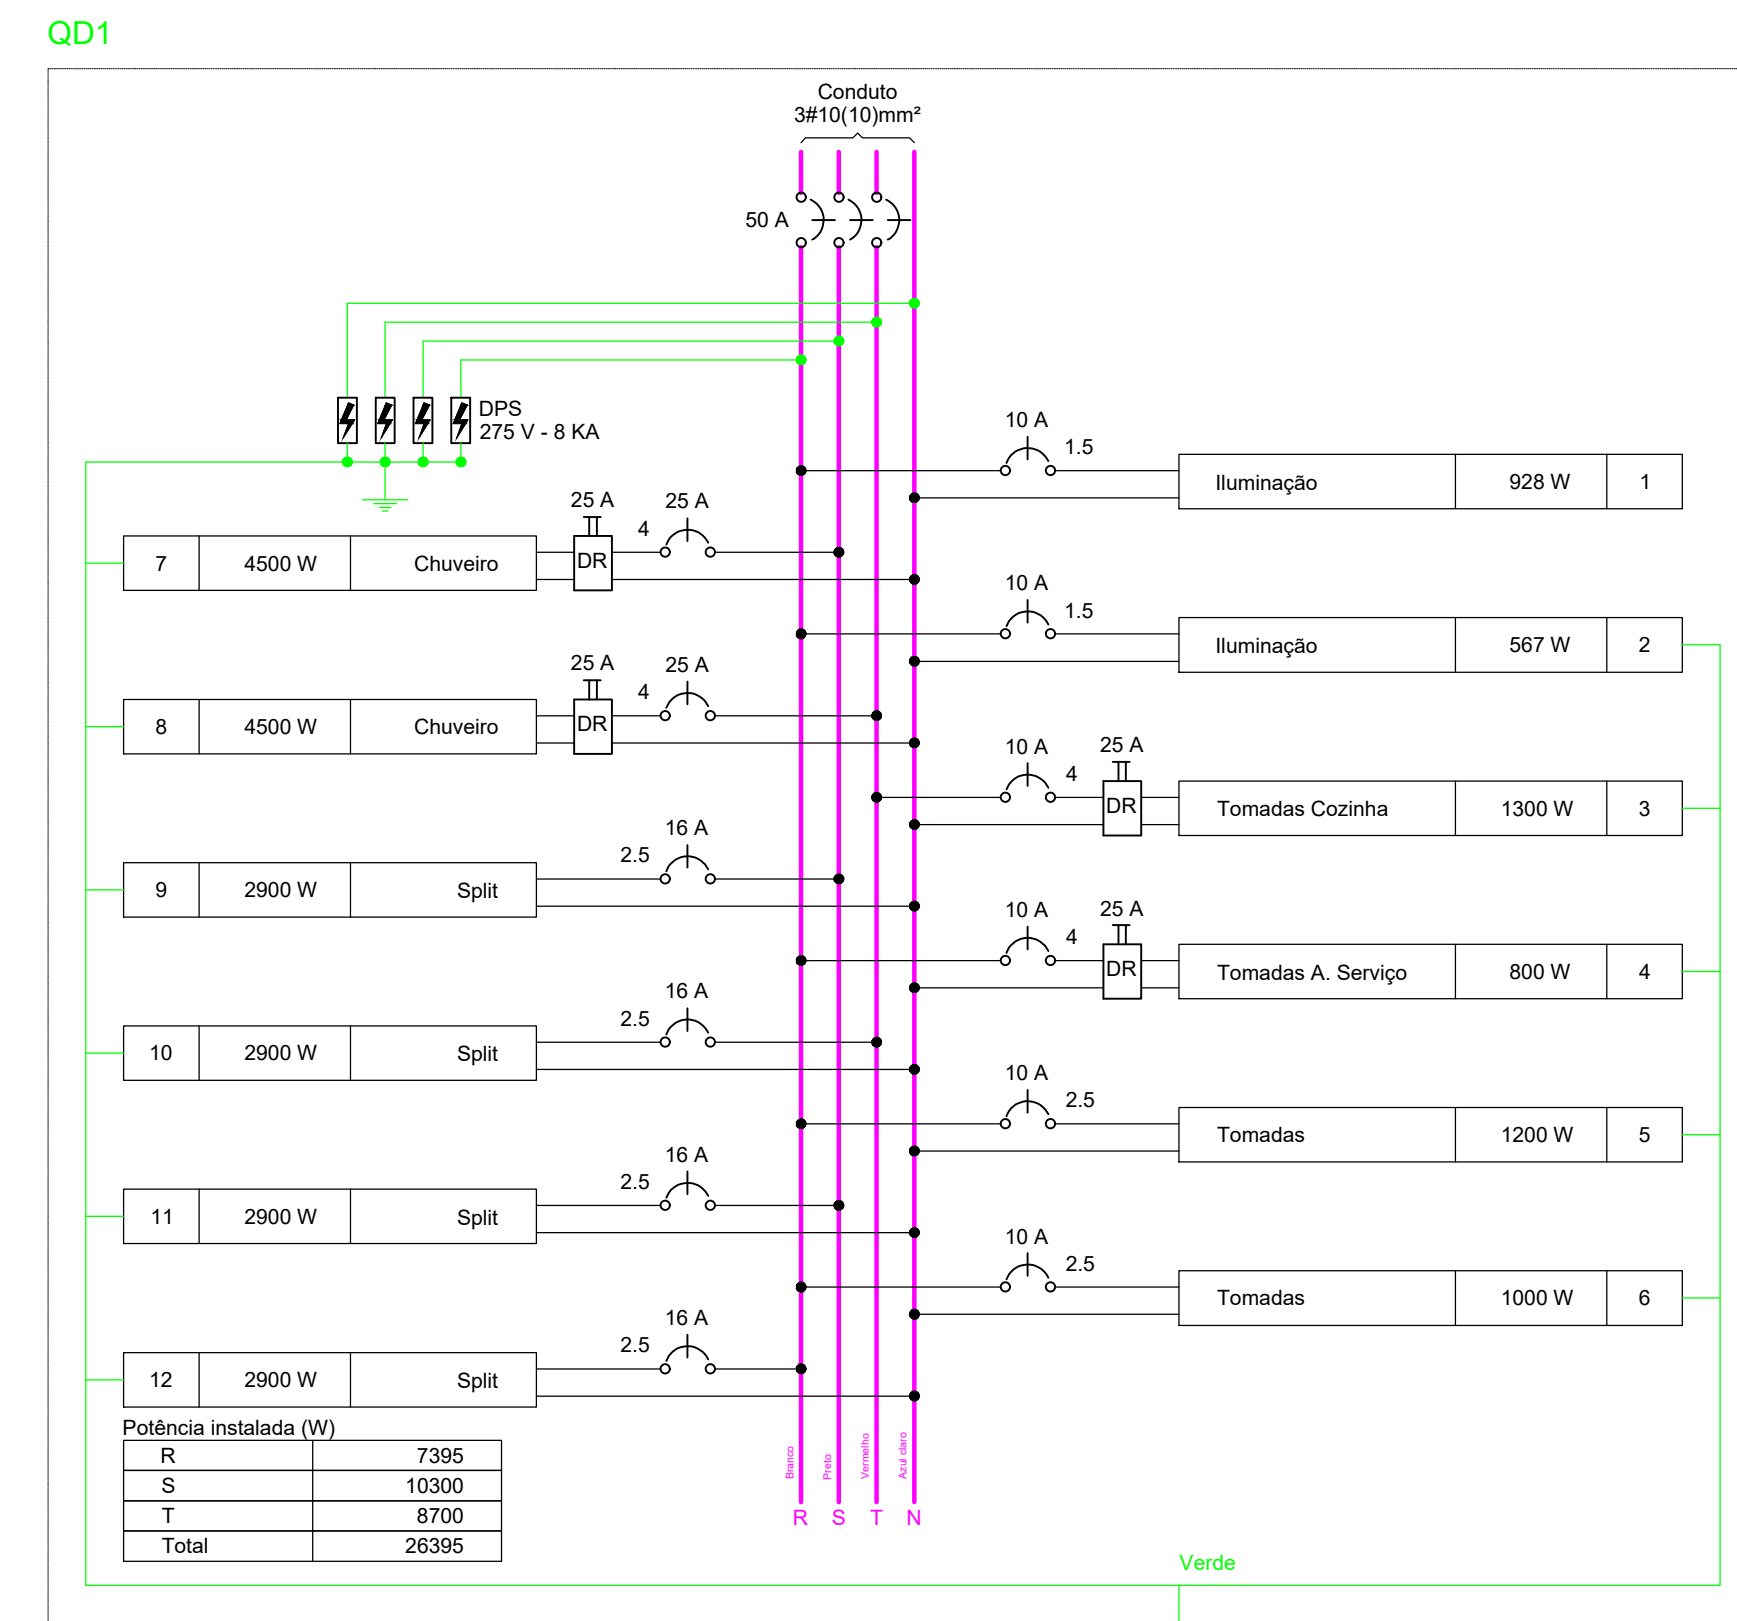 QD1
Conduto
3#10(10)mm²
50 A
DPS
275 V - 8 KA
10 A
1.5
Iluminação 928 W 1
25 A 25 A
4
7 4500 W Chuveiro DR
10 A
1.5
Iluminação 567 W 2
25 A 25 A
4
8 4500 W Chuveiro DR
10 A 25 A
4
DR Tomadas Cozinha 1300 W 3
16 A
2.5
9 2900 W Split
10 A 25 A
4
DR Tomadas A. Serviço 800 W 4
16 A
2.5
10 2900 W Split
10 A
2.5
Tomadas 1200 W 5
16 A
2.5
11 2900 W Split
10 A
2.5
Tomadas 1000 W 6
16 A
2.5
12 2900 W Split
Potência instalada (W)
R 7395
S 10300
T 8700
Total 26395
Branco
Preto
Vermelho
Azul claro
R S T N
Verde